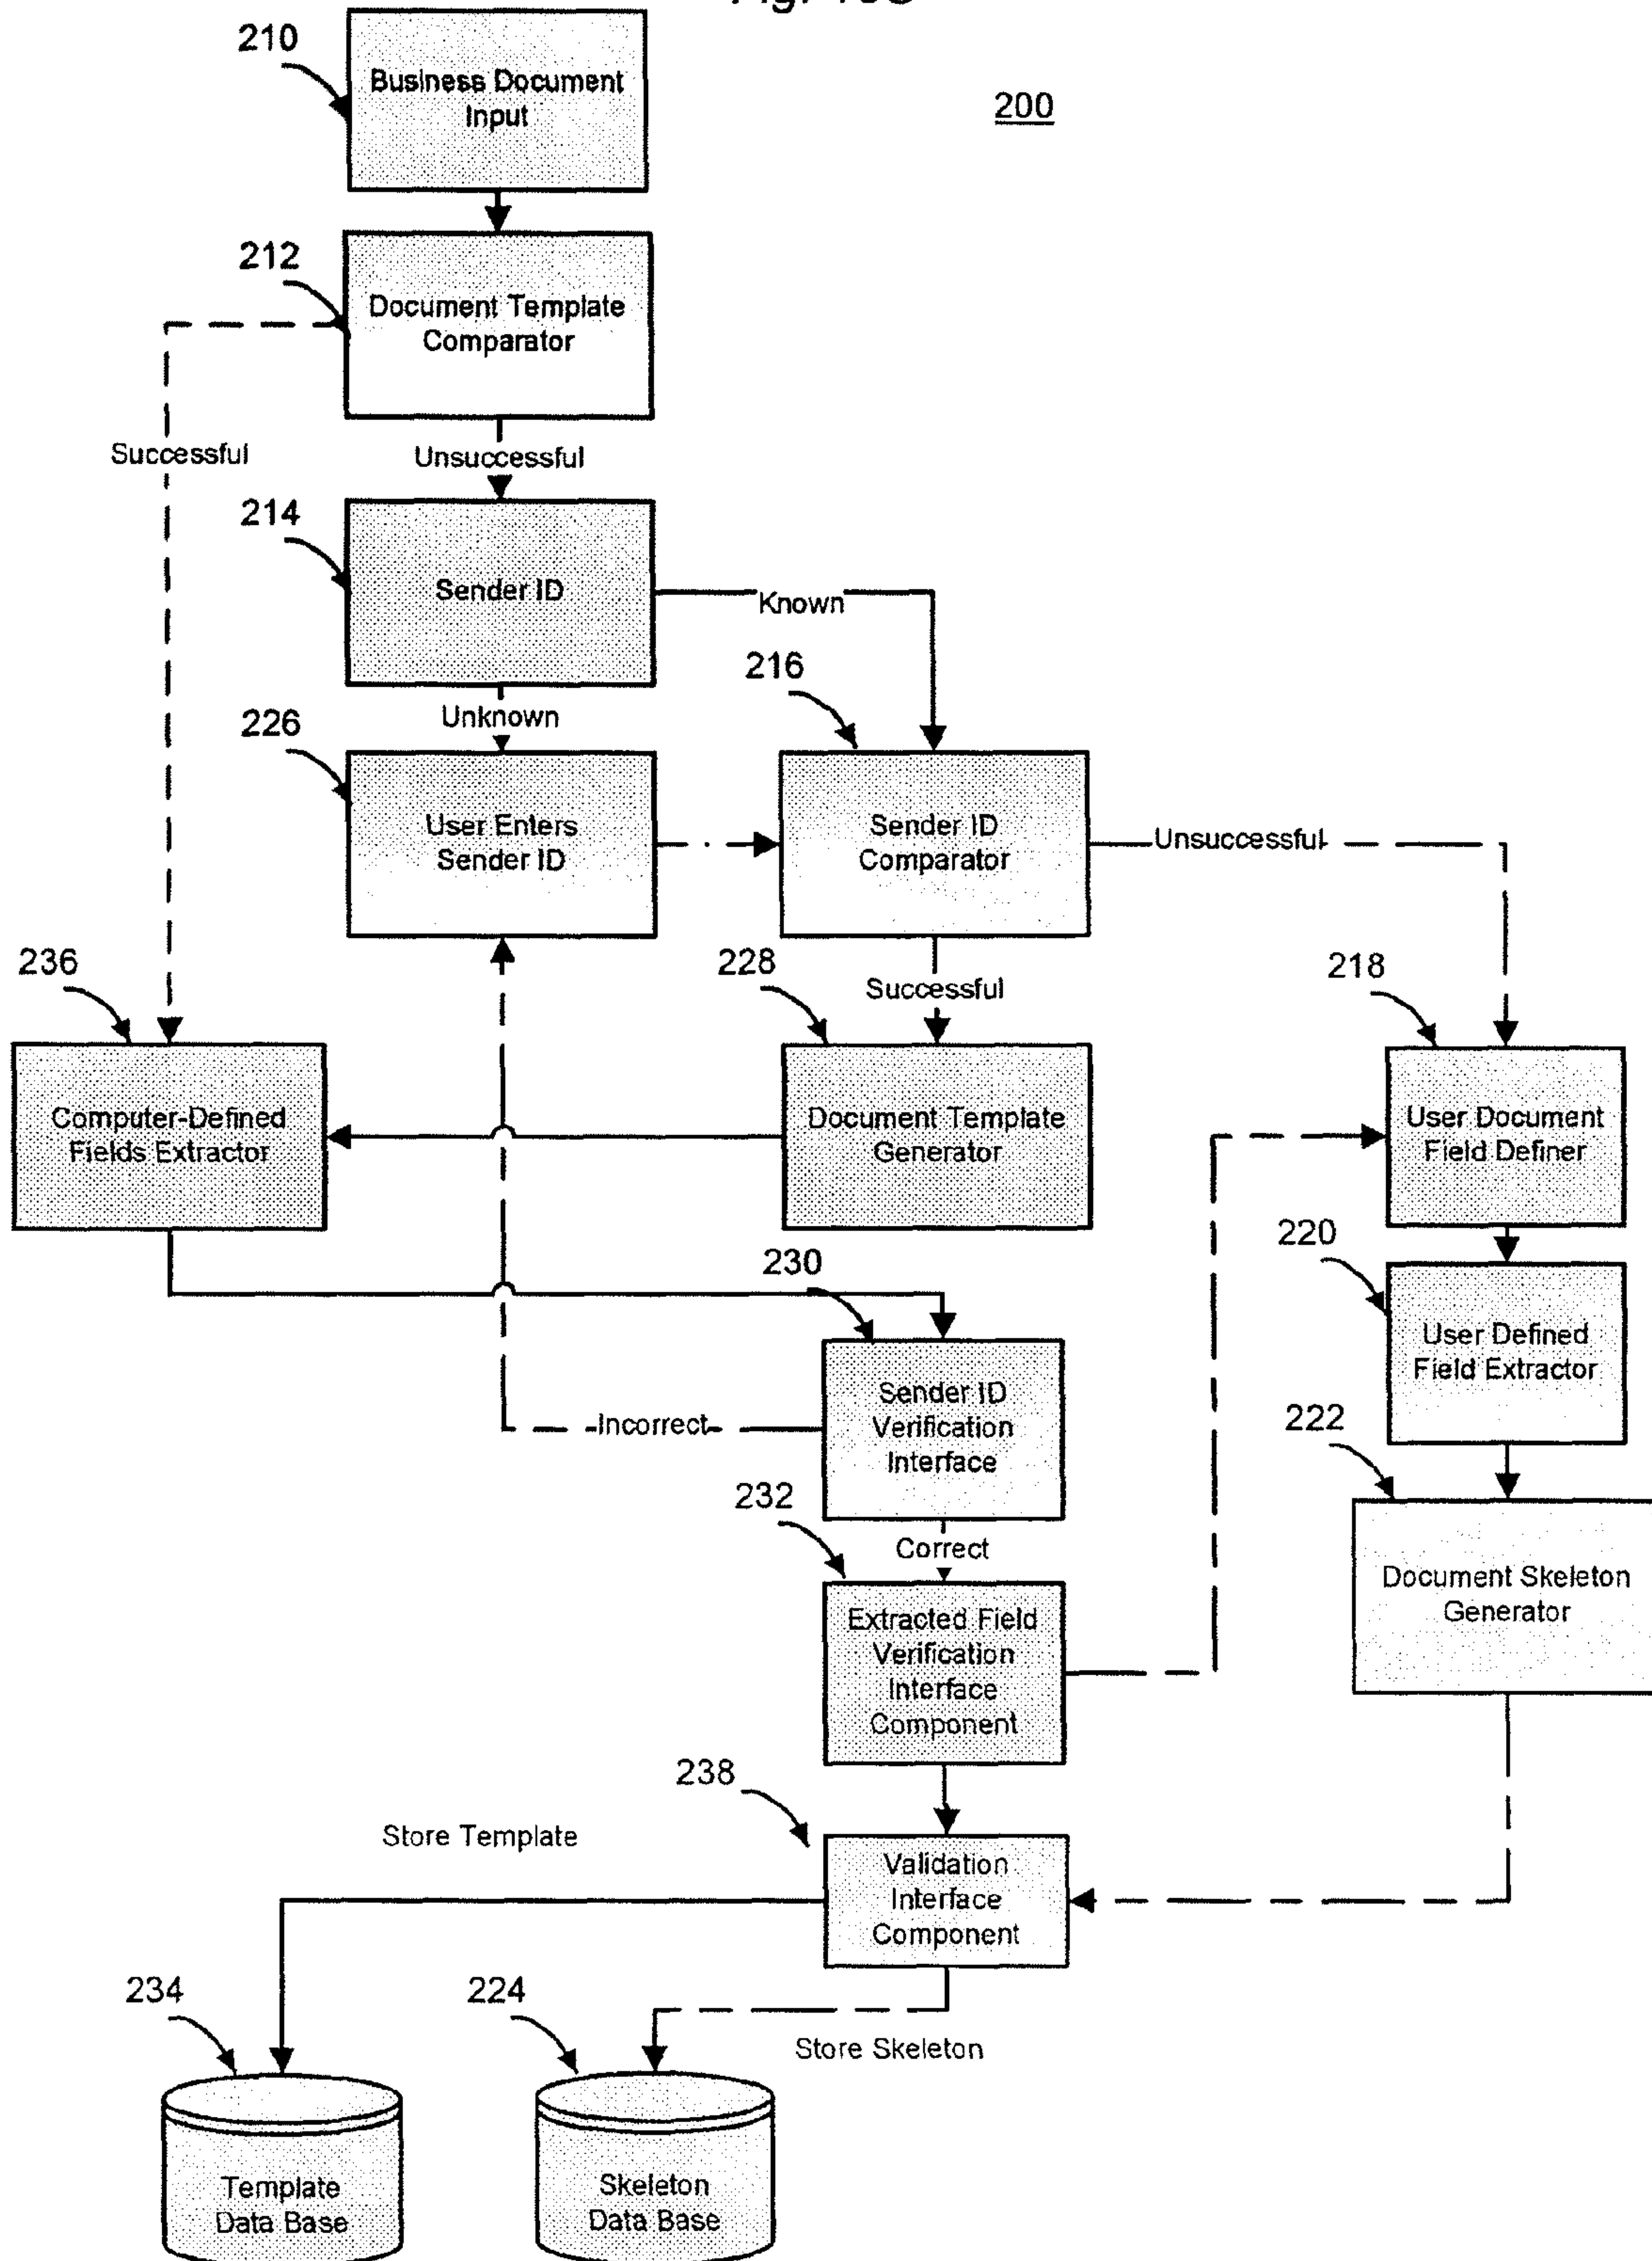 210
Business Document
Input
200
212
Document Template
Comparator
Successful
Unsuccessful
214
Sender ID
Known
216
Unknown
226
User Enters
Sender ID
Sender ID
Comparator
Unsuccessful
236
228
Successful
218
Computer-Defined
Fields Extractor
Document Template
Generator
User Document
Field Definer
230
220
User Defined
Field Extractor
Sender ID
Verification
Interface
Incorrect
222
232
Correct
Document Skeleton
Generator
Extracted Field
Verification
Interface
Component
238
Store Template
Validation
Interface
Component
234
224
Store Skeleton
Template
Data Base
Skeleton
Data Base